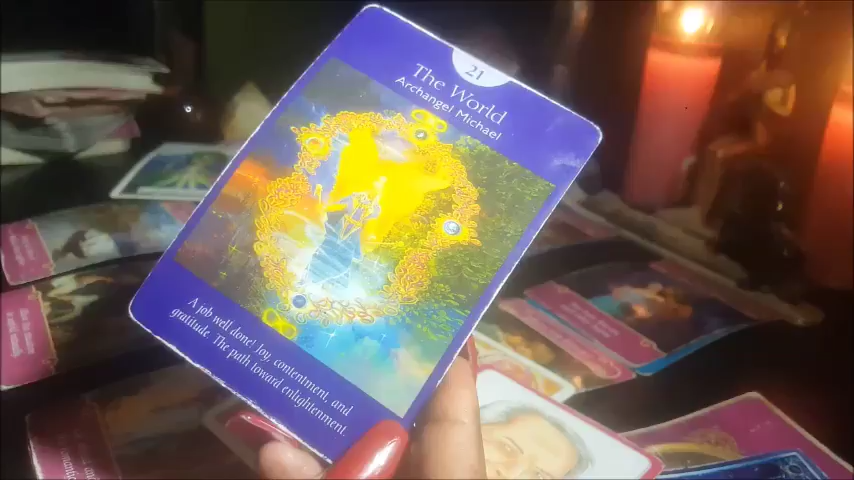 21
The World
Archangel Michael
A job well done! Joy, contentment, and
gratitude. The path toward enlightenment.